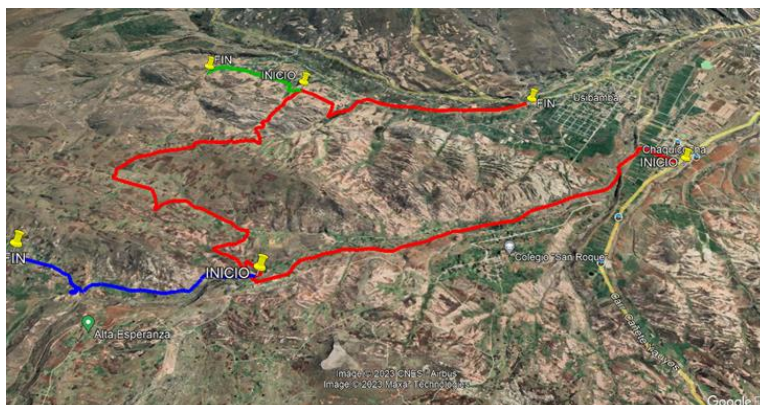 FIN
INICIO
FIN
Usibamba
Chaquicocha
INICIO
FIN
INICIO
Colegio "San Roque"
Alta Esperanza
Image © 2023 CNES / Airbus
Image © 2023 Maxar Technologies
Google